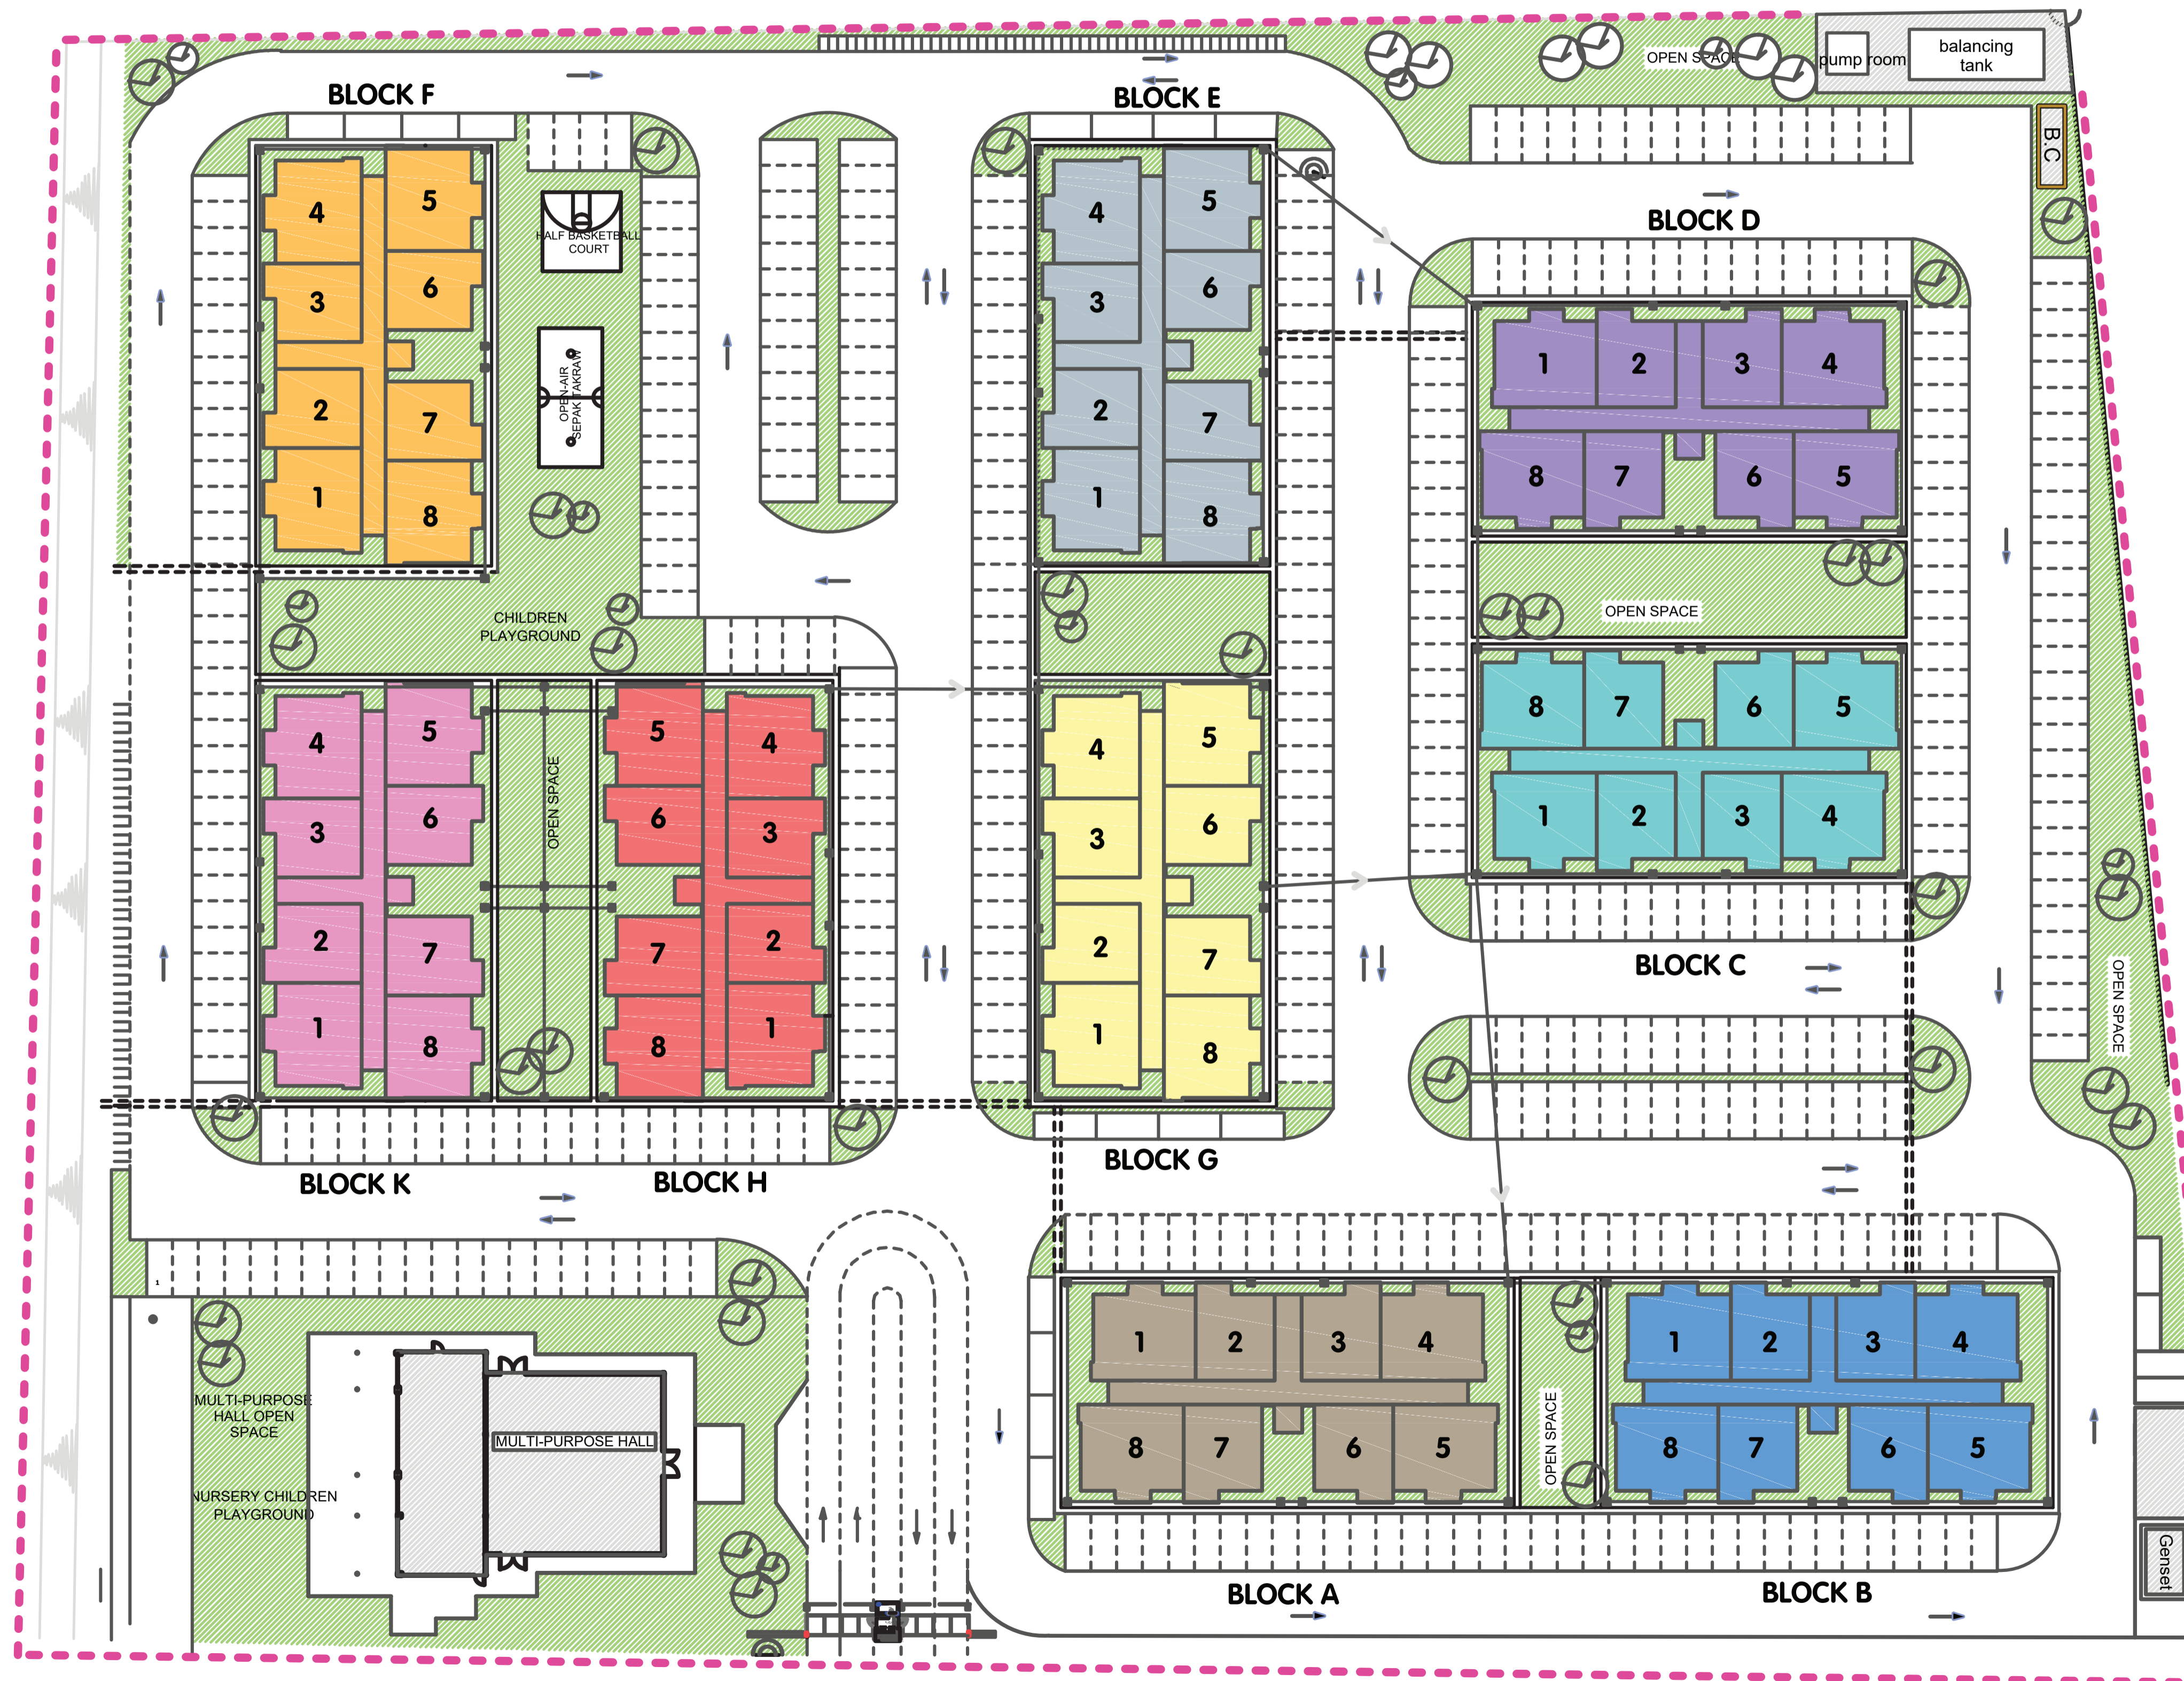 BLOCK F
BLOCK E
OPEN SPACE
pump room
balancing
tank
B.C
BLOCK D
4
5
3
6
2
7
1
8
HALF BASKETBALL
COURT
OPEN-AIR
SEPAK TAKRAW
4
5
3
6
2
7
1
8
1 2 3 4
8 7 6 5
OPEN SPACE
CHILDREN
PLAYGROUND
4
5
3
6
2
7
1
8
OPEN SPACE
5
4
6
3
7
2
8
1
4
5
3
6
2
7
1
8
8 7 6 5
1 2 3 4
BLOCK C
OPEN SPACE
BLOCK K
BLOCK H
BLOCK G
1
MULTI-PURPOSE
HALL OPEN
SPACE
MULTI-PURPOSE HALL
NURSERY CHILDREN
PLAYGROUND
1 2 3 4
8 7 6 5
OPEN SPACE
1 2 3 4
8 7 6 5
Genset
BLOCK A
BLOCK B